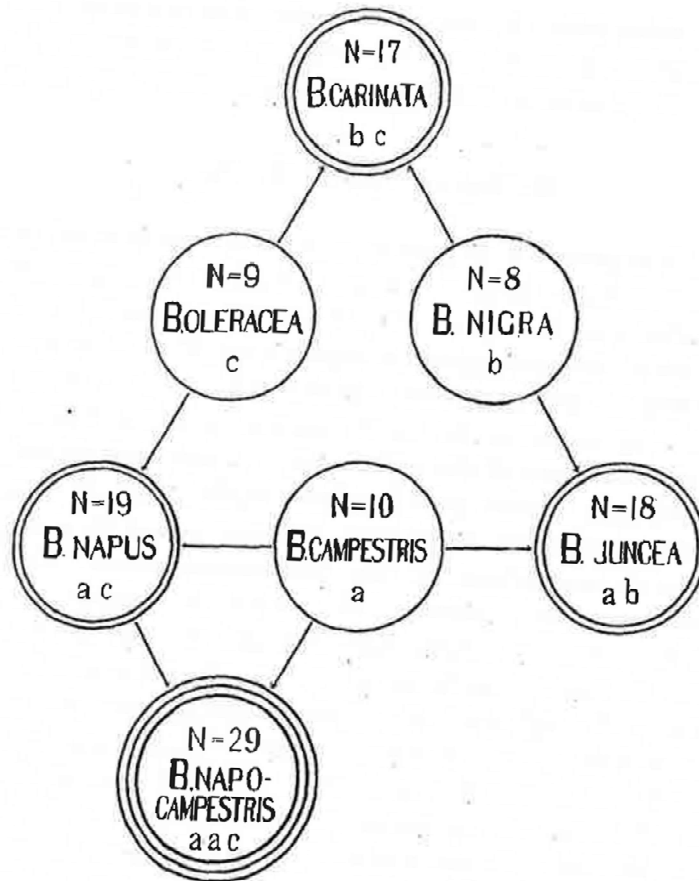 N=17
B.CARINATA
b c
N=9
B.OLERACEA
c
N=8
B. NIGRA
b
N=19
B. NAPUS
a c
N=10
B.CAMPESTRIS
a
N=18
B. JUNCEA
a b
N=29
B.NAPO-
CAMPESTRIS
a a c